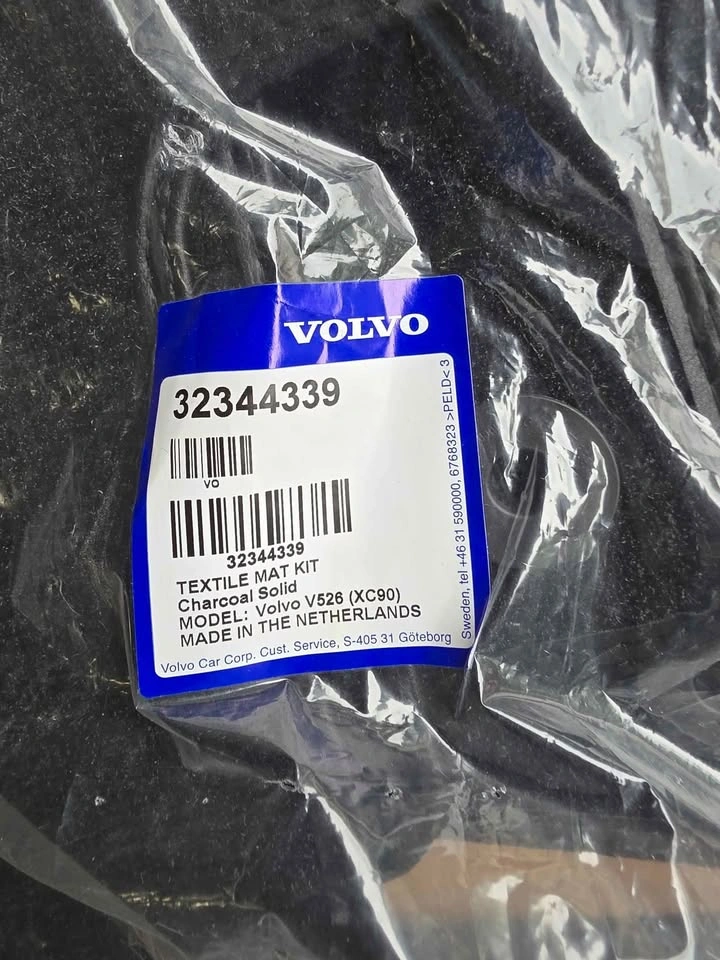 VOLVO
32344339
VO
32344339
TEXTILE MAT KIT
Charcoal Solid
MODEL: Volvo V526 (XC90)
MADE IN THE NETHERLANDS
Volvo Car Corp. Cust. Service, S-405 31 Göteborg
Sweden, tel +46 31 590000, 6768323 >PELD< 3